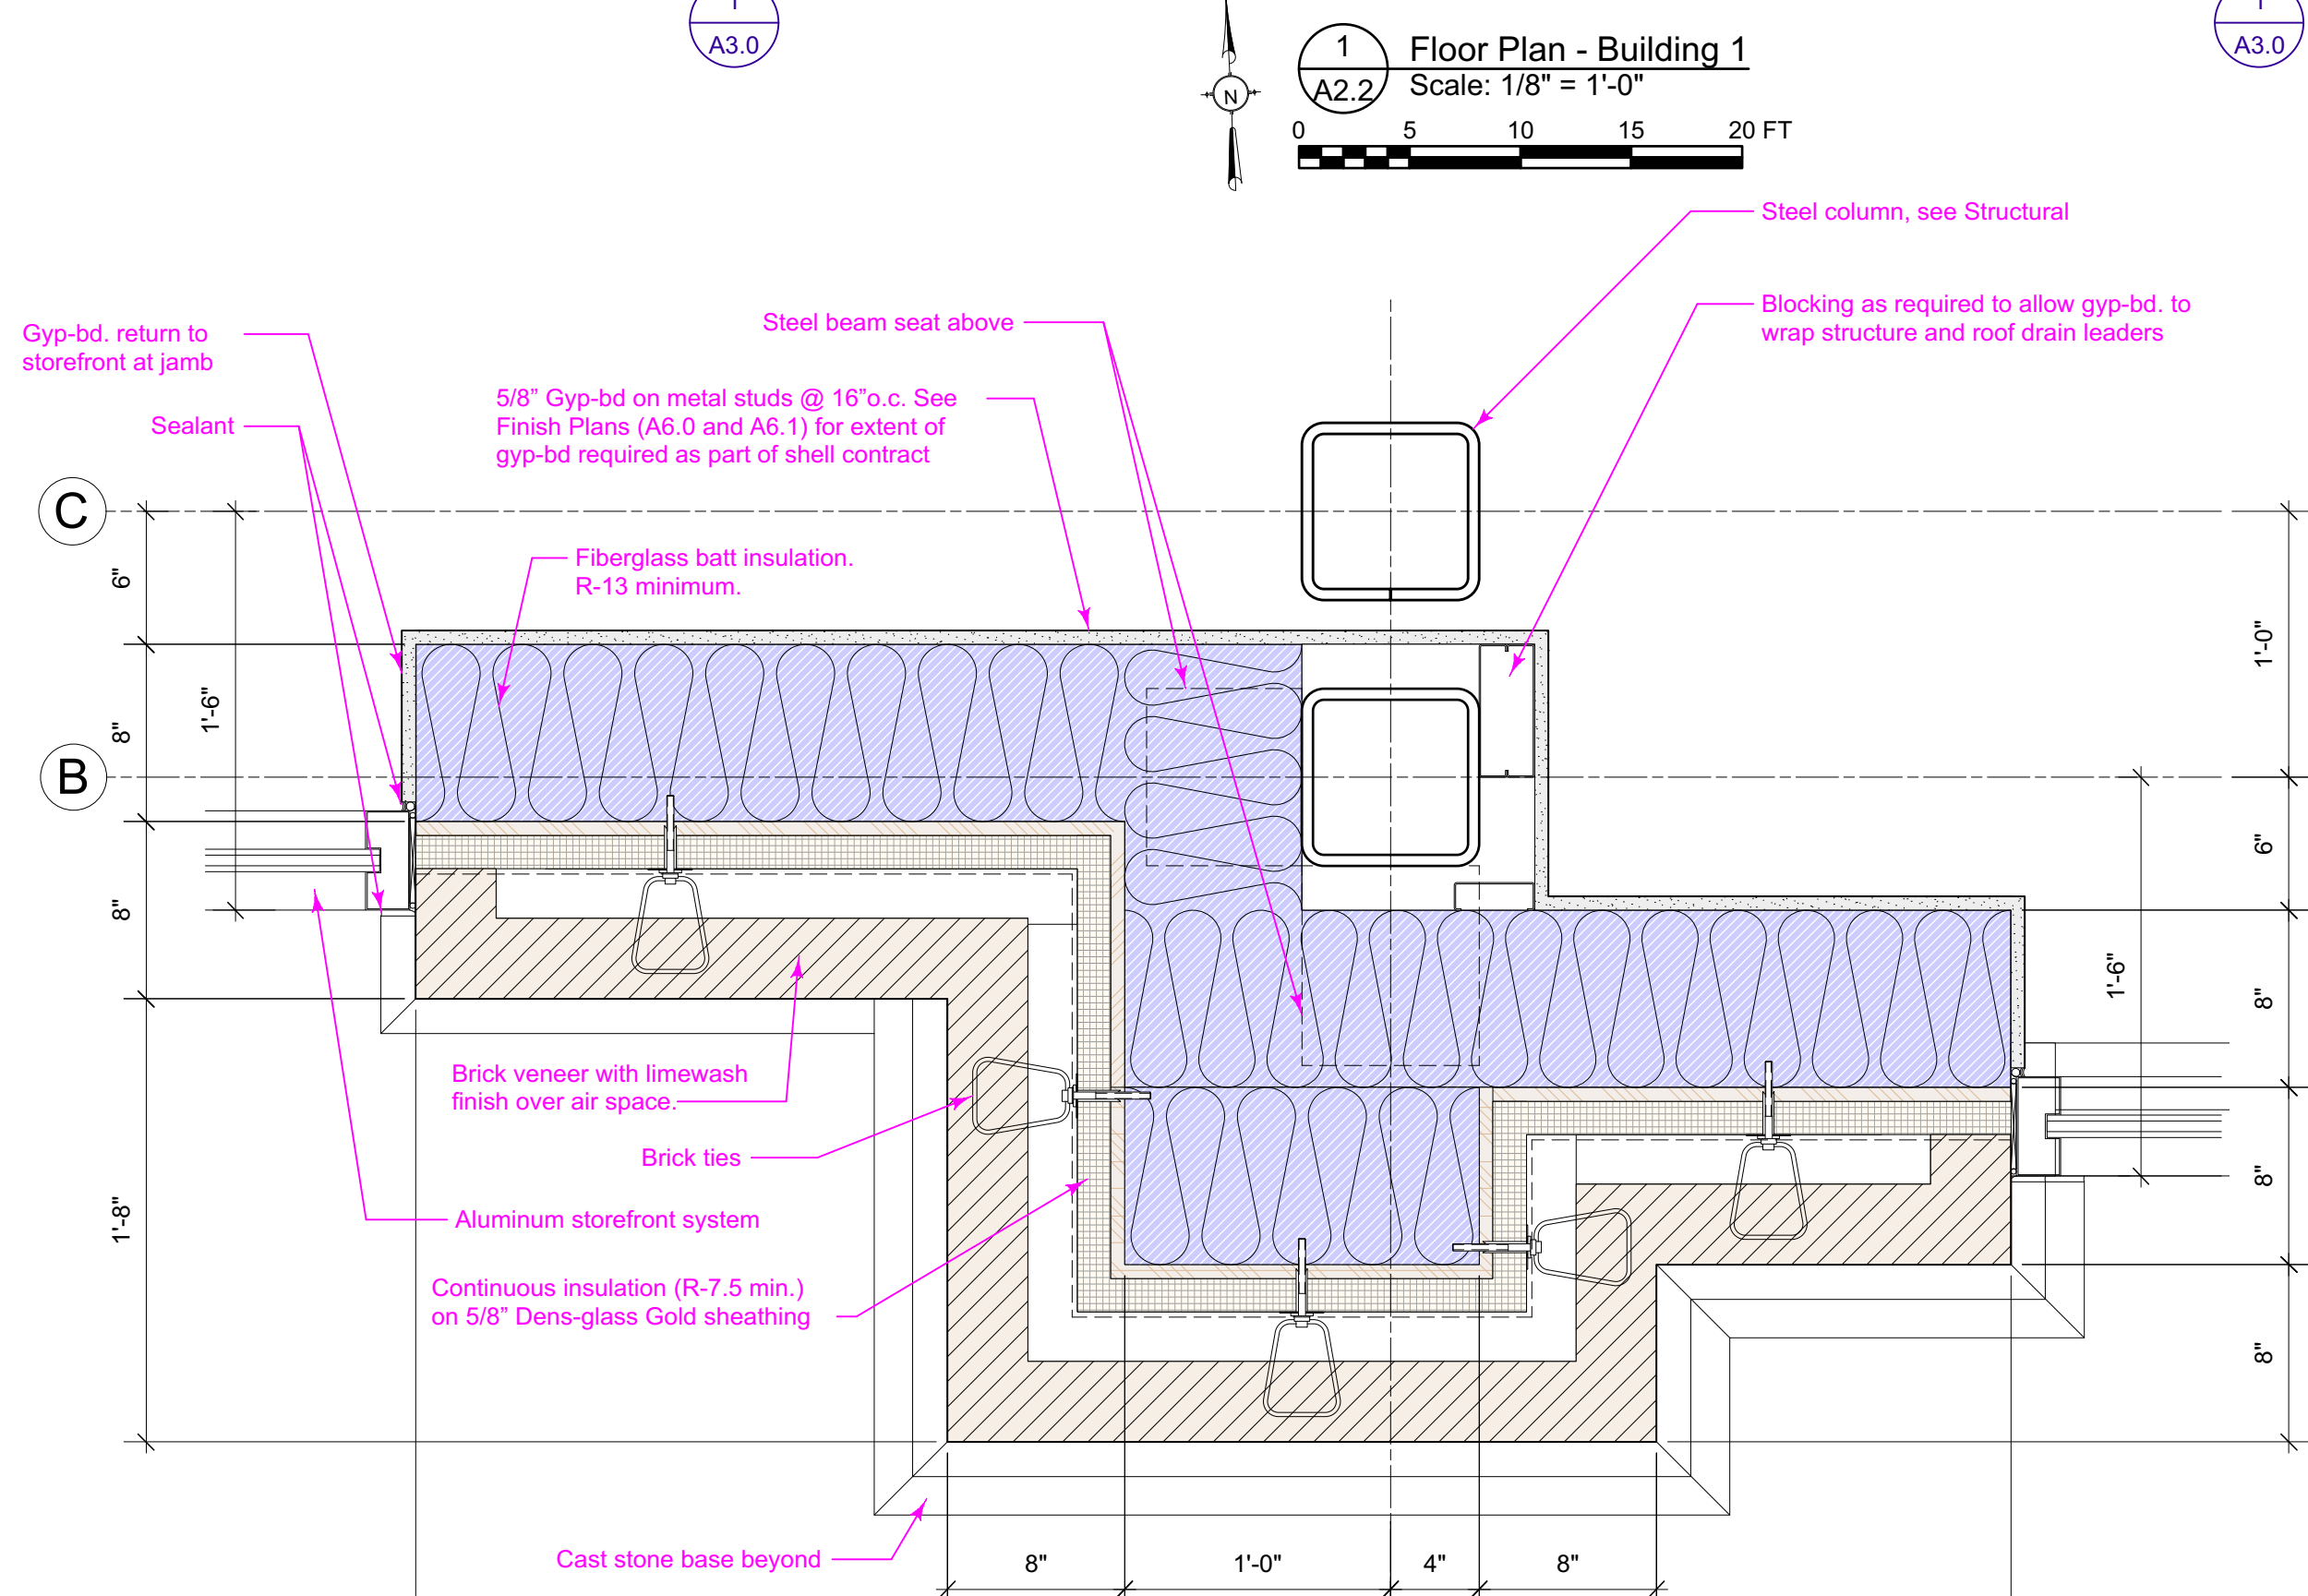 1
A3.0
N
1
A2.2
Floor Plan - Building 1
Scale: 1/8" = 1'-0"
0 5 10 15 20 FT
1
A3.0
Steel column, see Structural
Blocking as required to allow gyp-bd. to
wrap structure and roof drain leaders
Steel beam seat above
Gyp-bd. return to
storefront at jamb
5/8” Gyp-bd on metal studs @ 16”o.c. See
Finish Plans (A6.0 and A6.1) for extent of
gyp-bd required as part of shell contract
Sealant
C
Fiberglass batt insulation.
R-13 minimum.
6"
1'-0"
1'-6"
8"
B
6"
8"
1'-6"
8"
Brick veneer with limewash
finish over air space.
Brick ties
8"
1'-8"
Aluminum storefront system
Continuous insulation (R-7.5 min.)
on 5/8” Dens-glass Gold sheathing
8"
Cast stone base beyond
8" 1'-0" 4" 8"